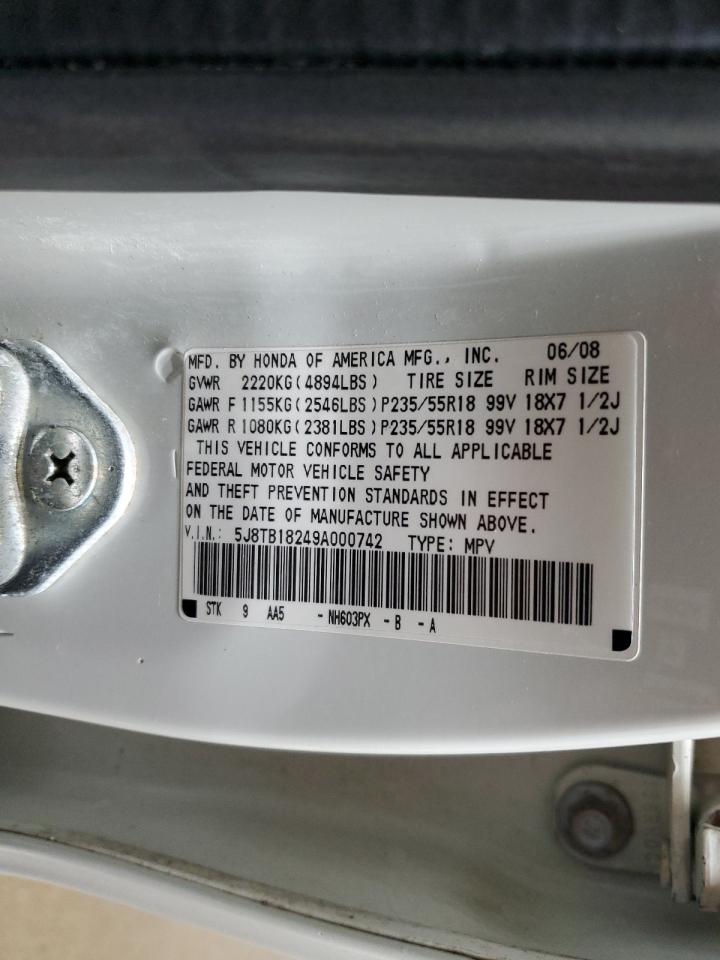 MFD. BY HONDA OF AMERICA MFG., INC. 06/08
GVWR 2220KG(4894LBS) TIRE SIZE RIM SIZE
GAWR F 1155KG(2546LBS)P235/55R18 99V 18X7 1/2J
GAWR R 1080KG(2381LBS)P235/55R18 99V 18X7 1/2J
THIS VEHICLE CONFORMS TO ALL APPLICABLE
FEDERAL MOTOR VEHICLE SAFETY
AND THEFT PREVENTION STANDARDS IN EFFECT
ON THE DATE OF MANUFACTURE SHOWN ABOVE.
V.I.N.: 5J8TB18249A000742 TYPE: MPV
STK 9 AA5 -NH603PX -B -A